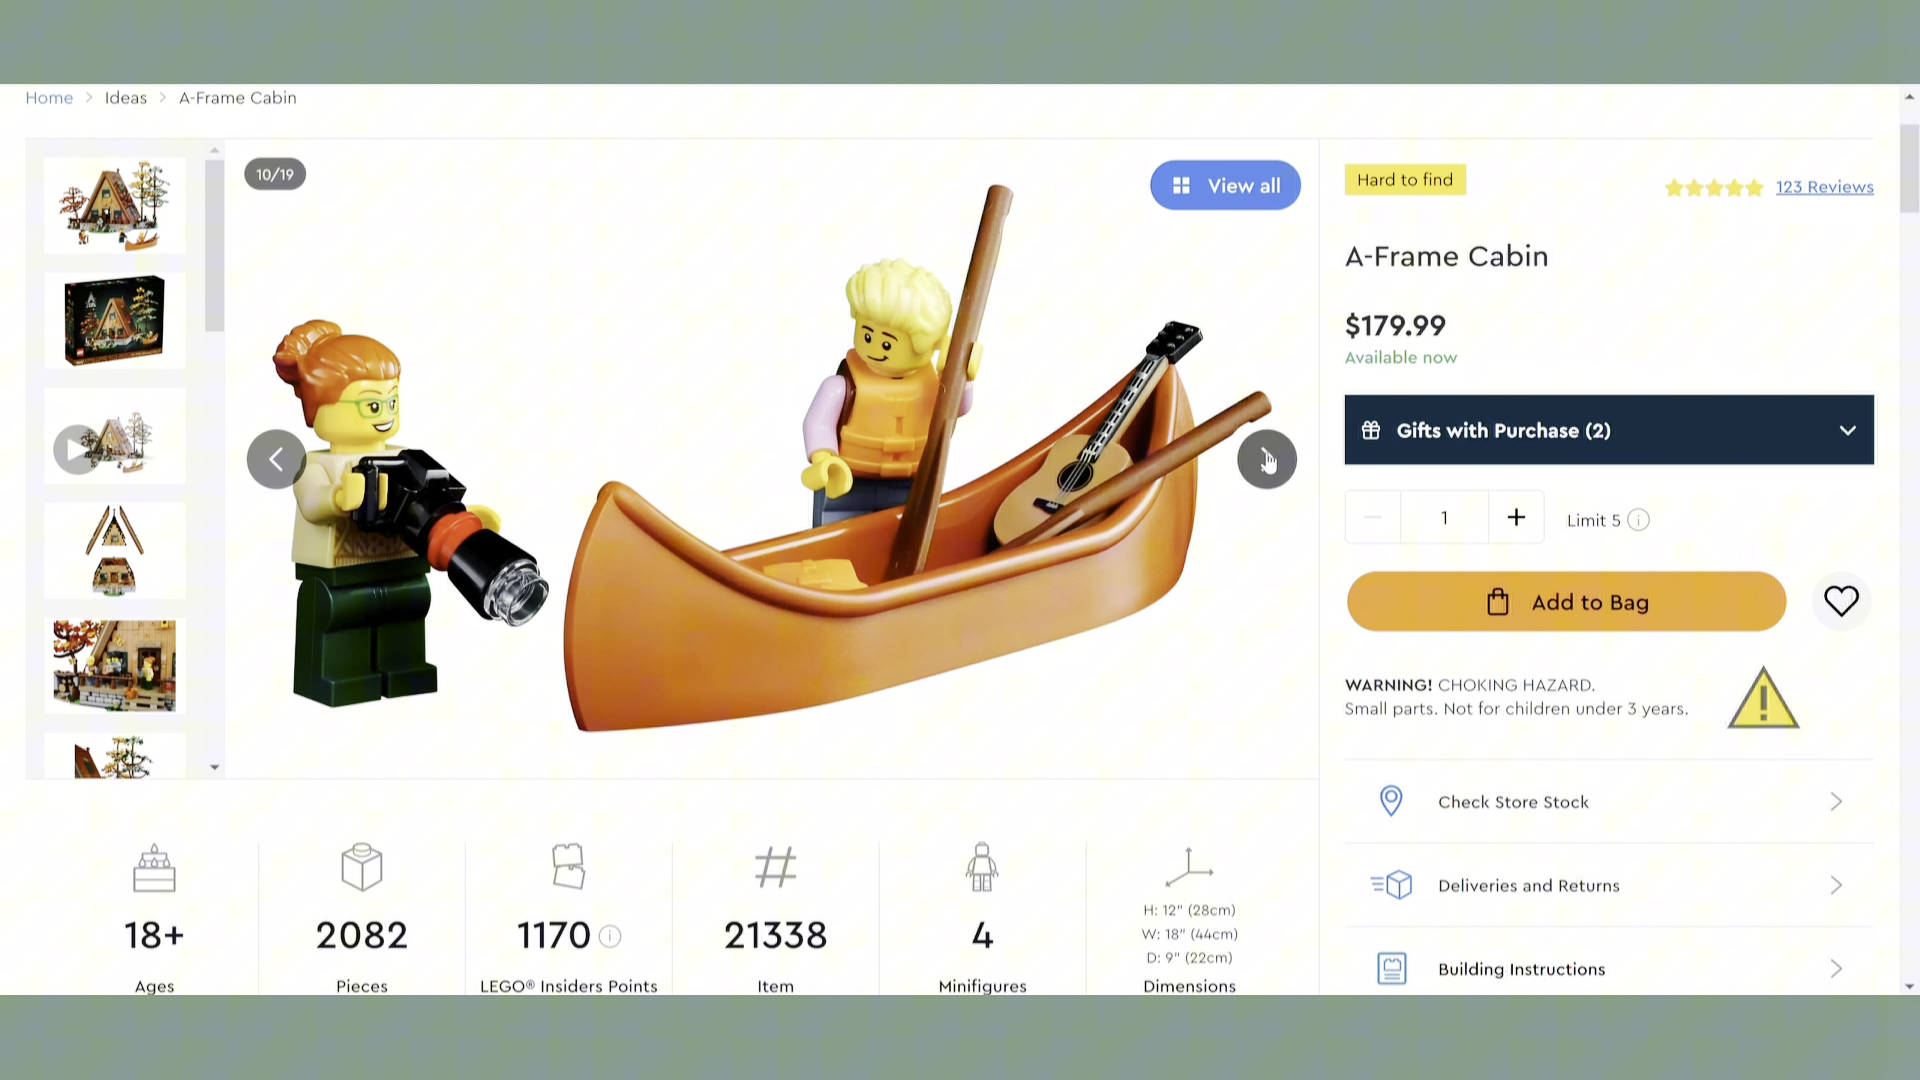 Home > Ideas > A-Frame Cabin
10/19
View all
Hard to find
123 Reviews
A-Frame Cabin
$179.99
Available now
Gifts with Purchase (2)
1
Limit 5
Add to Bag
WARNING! CHOKING HAZARD.
Small parts. Not for children under 3 years.
Check Store Stock
Deliveries and Returns
Building Instructions
18+
Ages
2082
Pieces
1170
LEGO® Insiders Points
21338
Item
4
Minifigures
H: 12" (28cm)
W: 18" (44cm)
D: 9" (22cm)
Dimensions